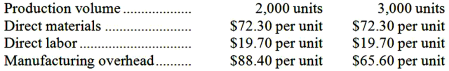 Production volume .................... 2,000 units 3,000 units
Direct materials ......................... $72.30 per unit $72.30 per unit
Direct labor ................................ $19.70 per unit $19.70 per unit
Manufacturing overhead.......... $88.40 per unit $65.60 per unit